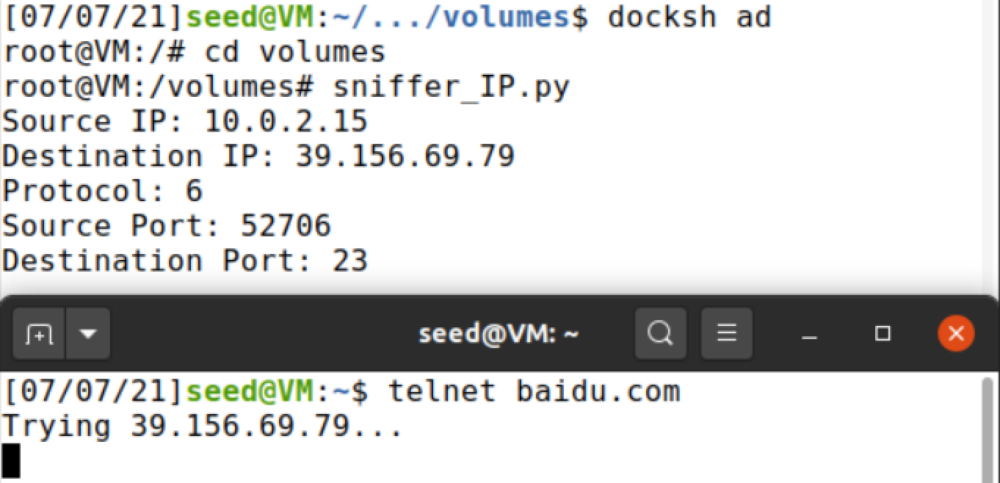 [07/07/21]seed@VM:~/.../volumes$ docksh ad
root@VM:/# cd volumes
root@VM:/volumes# sniffer_IP.py
Source IP: 10.0.2.15
Destination IP: 39.156.69.79
Protocol: 6
Source Port: 52706
Destination Port: 23
seed@VM: ~
[07/07/21]seed@VM:~$ telnet baidu.com
Trying 39.156.69.79...